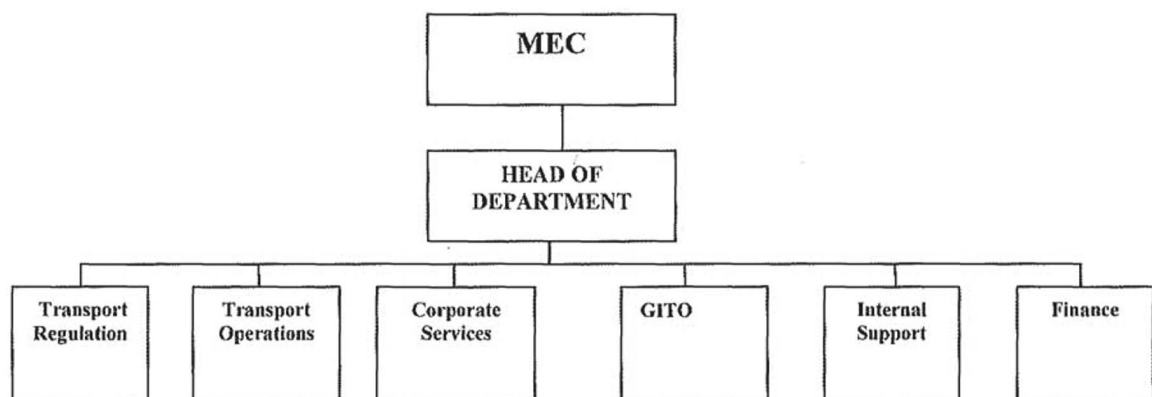 MEC
HEAD OF
DEPARTMENT
Transport
Regulation
Transport
Operations
Corporate
Services
GITO
Internal
Support
Finance